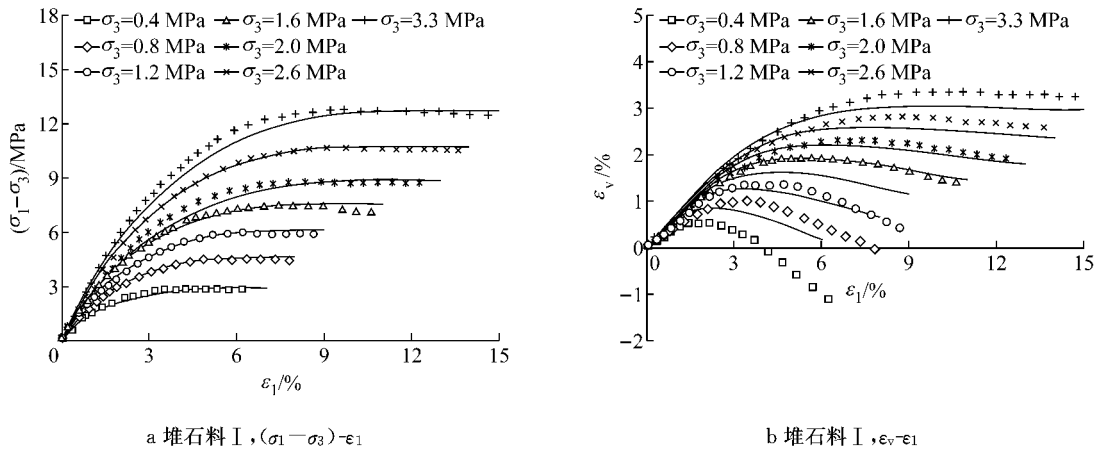 σ₃=0.4 MPa σ₃=1.6 MPa σ₃=3.3 MPa
σ₃=0.8 MPa σ₃=2.0 MPa
σ₃=1.2 MPa σ₃=2.6 MPa
18
15
12
9
6
3
0 3 6 9 12 15
(σ₁-σ₃)/MPa
ε₁/%
a 堆石料Ⅰ,(σ₁-σ₃)-ε₁
σ₃=0.4 MPa σ₃=1.6 MPa σ₃=3.3 MPa
σ₃=0.8 MPa σ₃=2.0 MPa
σ₃=1.2 MPa σ₃=2.6 MPa
5
4
3
2
1
0
−1
−2
0 3 6 9 12 15
εᵥ/%
ε₁/%
b 堆石料Ⅰ,εᵥ-ε₁